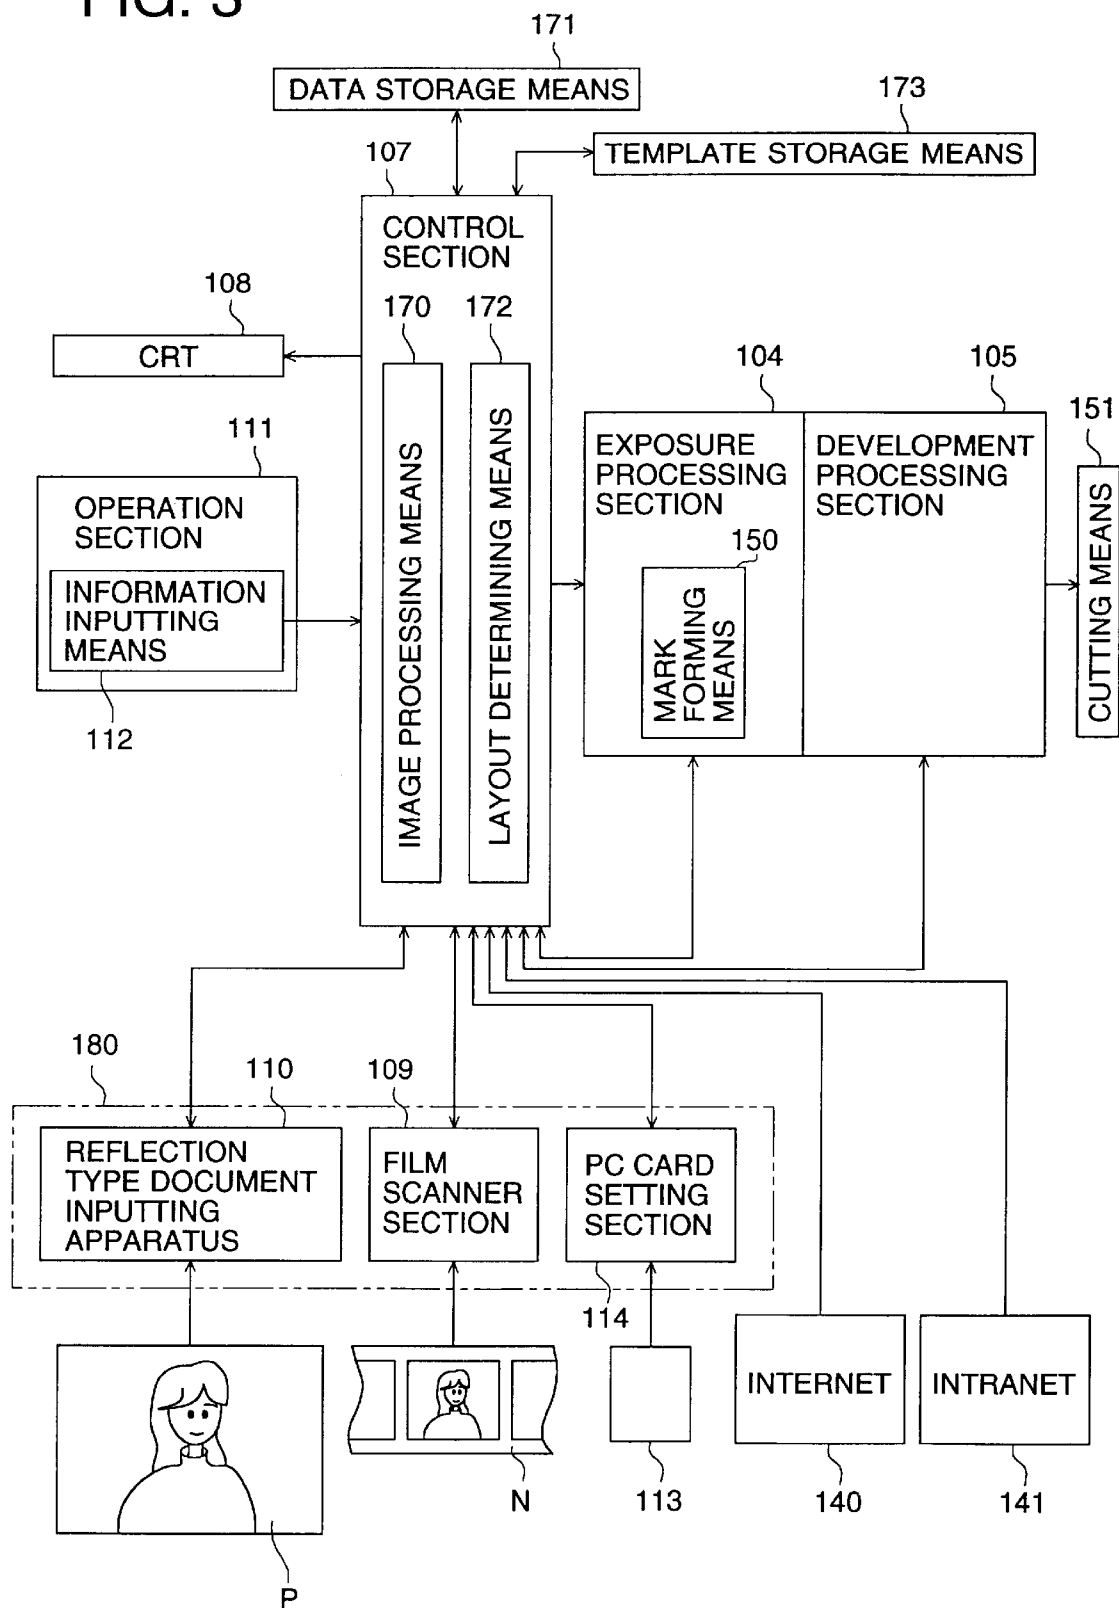 FIG. 3
171
DATA STORAGE MEANS
173
TEMPLATE STORAGE MEANS
107
CONTROL
SECTION
108
CRT
170
172
IMAGE PROCESSING MEANS
LAYOUT DETERMINING MEANS
111
OPERATION
SECTION
INFORMATION
INPUTTING
MEANS
112
104
EXPOSURE
PROCESSING
SECTION
150
MARK
FORMING
MEANS
105
DEVELOPMENT
PROCESSING
SECTION
151
CUTTING MEANS
180
110
REFLECTION
TYPE DOCUMENT
INPUTTING
APPARATUS
109
FILM
SCANNER
SECTION
PC CARD
SETTING
SECTION
114
P
N
113
INTERNET
140
INTRANET
141